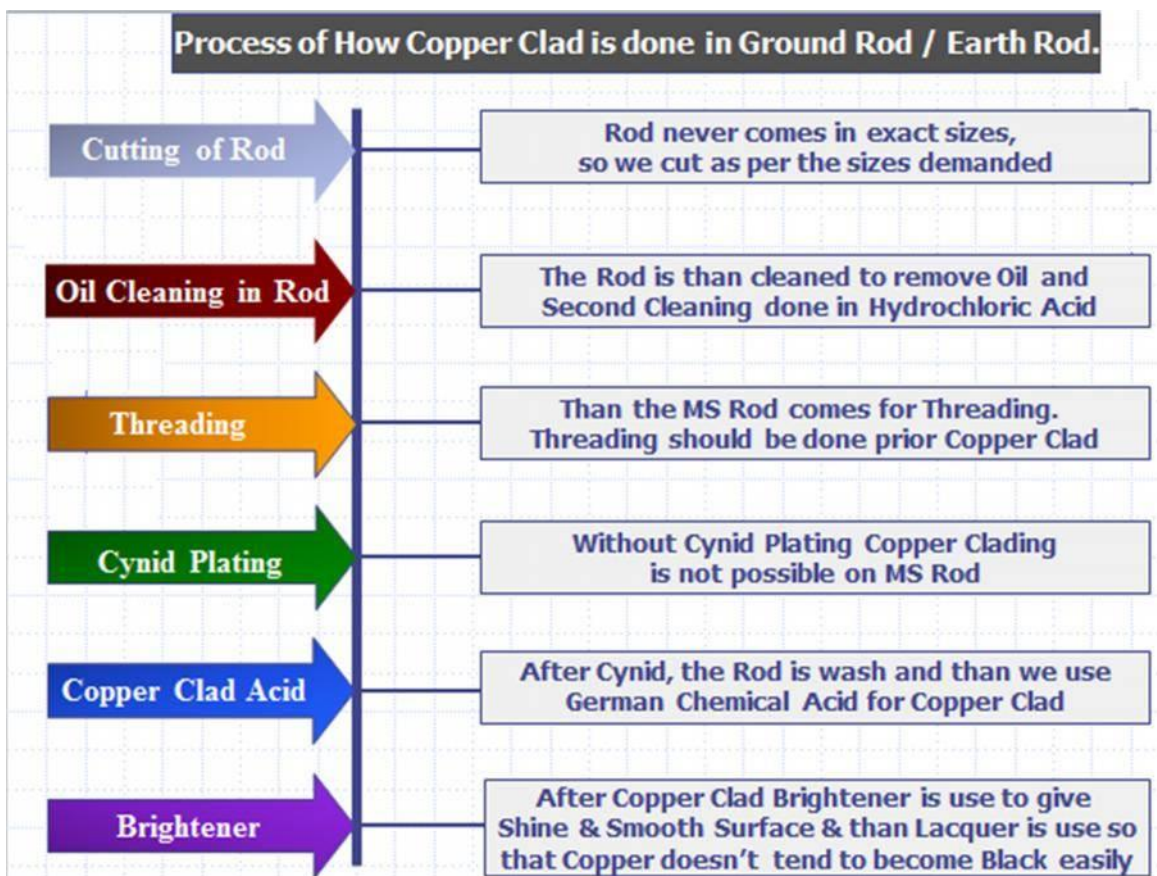 Process of How Copper Clad is done in Ground Rod / Earth Rod.
Cutting of Rod
Rod never comes in exact sizes,
so we cut as per the sizes demanded
Oil Cleaning in Rod
The Rod is than cleaned to remove Oil and
Second Cleaning done in Hydrochloric Acid
Threading
Than the MS Rod comes for Threading.
Threading should be done prior Copper Clad
Cynid Plating
Without Cynid Plating Copper Clading
is not possible on MS Rod
Copper Clad Acid
After Cynid, the Rod is wash and than we use
German Chemical Acid for Copper Clad
Brightener
After Copper Clad Brightener is use to give
Shine & Smooth Surface & than Lacquer is use so
that Copper doesn't tend to become Black easily